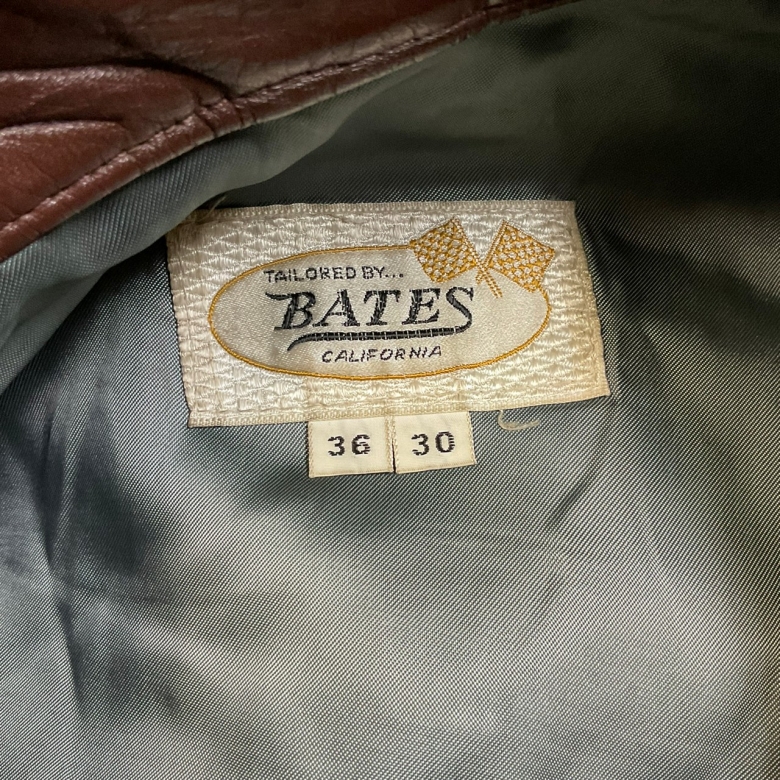 TAILORED BY...
BATES
CALIFORNIA
36 30